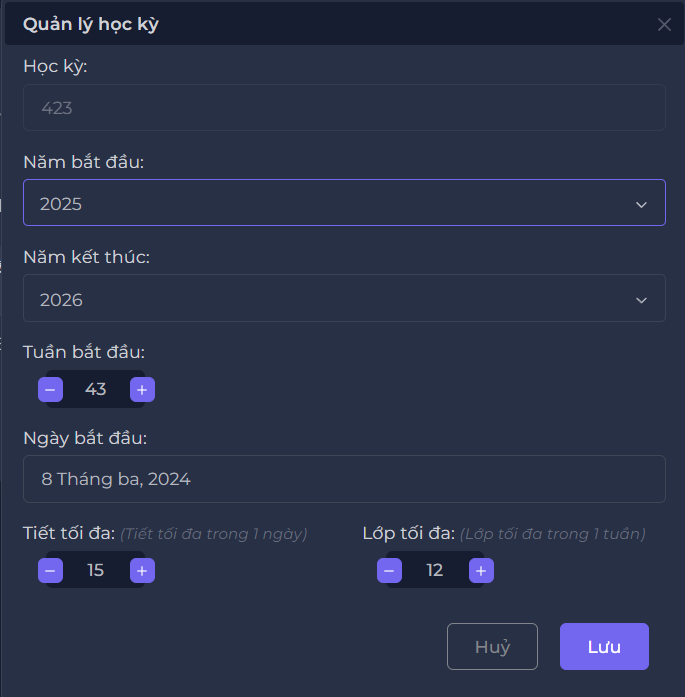 Quản lý học kỳ
Học kỳ:
423
Năm bắt đầu:
2025
Năm kết thúc:
2026
Tuần bắt đầu:
− 43 +
Ngày bắt đầu:
8 Tháng ba, 2024
Tiết tối đa: (Tiết tối đa trong 1 ngày) Lớp tối đa: (Lớp tối đa trong 1 tuần)
− 15 + − 12 +
Huỷ Lưu